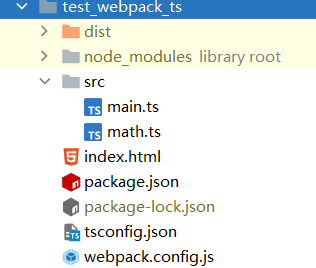 test_webpack_ts
dist
node_modules library root
src
TS main.ts
TS math.ts
index.html
package.json
package-lock.json
TS tsconfig.json
webpack.config.js